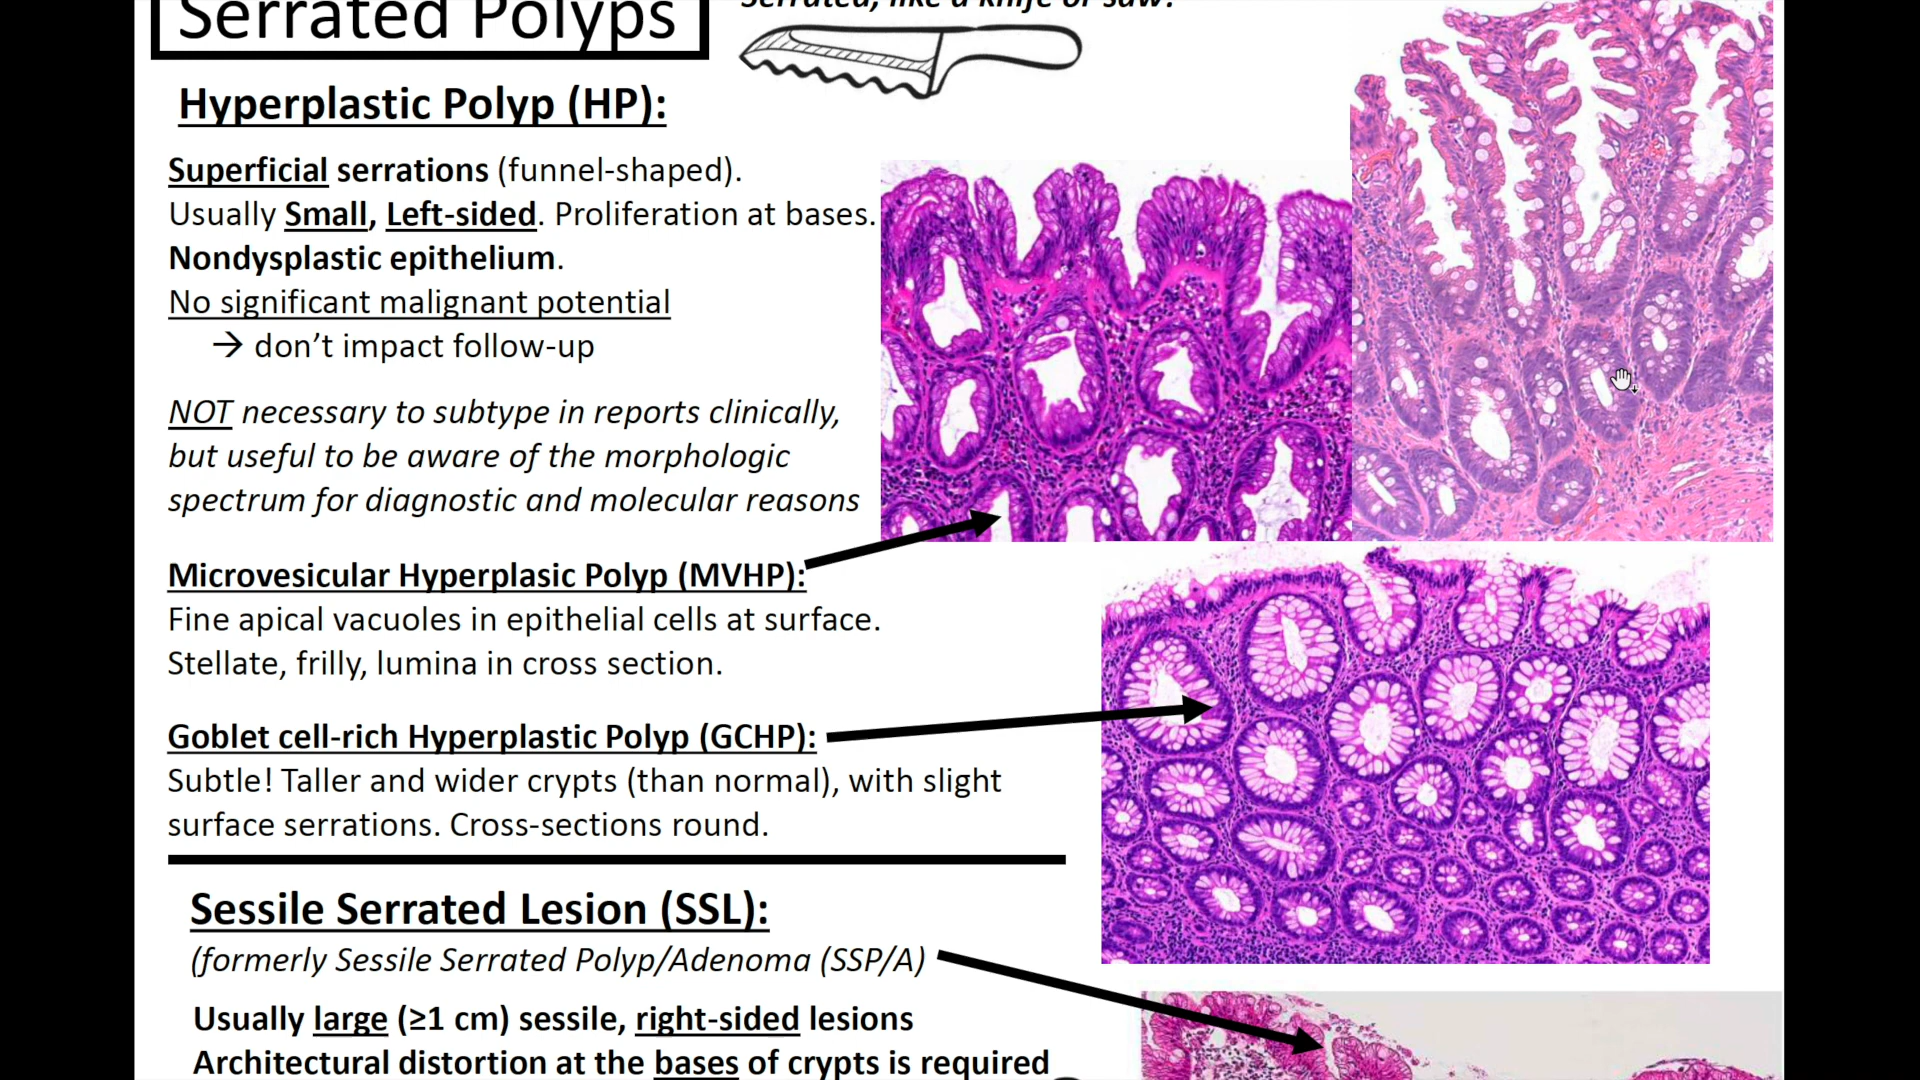 Serrated Polyps
Serrated, like a knife or saw!
Hyperplastic Polyp (HP):
Superficial serrations (funnel-shaped).
Usually Small, Left-sided. Proliferation at bases.
Nondysplastic epithelium.
No significant malignant potential
→ don’t impact follow-up
NOT necessary to subtype in reports clinically,
but useful to be aware of the morphologic
spectrum for diagnostic and molecular reasons
Microvesicular Hyperplasic Polyp (MVHP):
Fine apical vacuoles in epithelial cells at surface.
Stellate, frilly, lumina in cross section.
Goblet cell-rich Hyperplastic Polyp (GCHP):
Subtle! Taller and wider crypts (than normal), with slight
surface serrations. Cross-sections round.
Sessile Serrated Lesion (SSL):
(formerly Sessile Serrated Polyp/Adenoma (SSP/A)
Usually large (≥1 cm) sessile, right-sided lesions
Architectural distortion at the bases of crypts is required